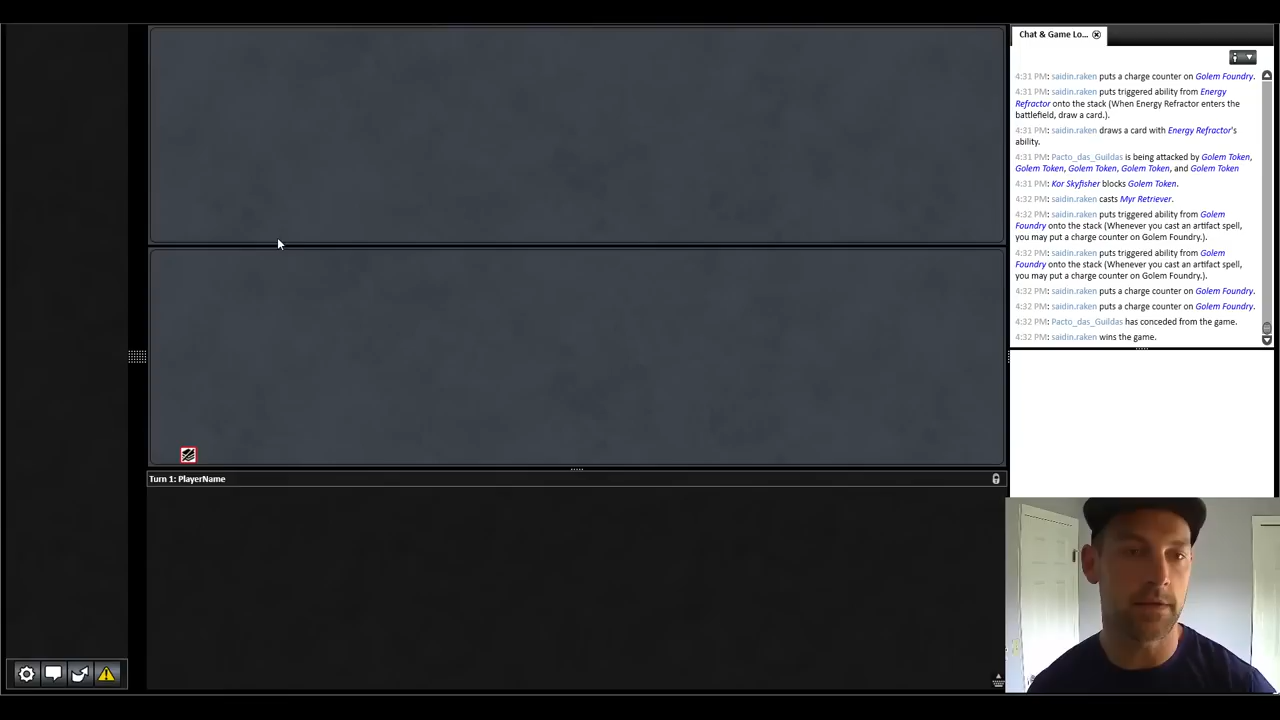 Chat & Game Lo...
4:31 PM: saidin.raken puts a charge counter on Golem Foundry.
4:31 PM: saidin.raken puts triggered ability from Energy
Refractor onto the stack (When Energy Refractor enters the
battlefield, draw a card.).
4:31 PM: saidin.raken draws a card with Energy Refractor's
ability.
4:31 PM: Pacto_das_Guildas is being attacked by Golem Token,
Golem Token, Golem Token, Golem Token, and Golem Token
4:31 PM: Kor Skyfisher blocks Golem Token.
4:32 PM: saidin.raken casts Myr Retriever.
4:32 PM: saidin.raken puts triggered ability from Golem
Foundry onto the stack (Whenever you cast an artifact spell,
you may put a charge counter on Golem Foundry.).
4:32 PM: saidin.raken puts triggered ability from Golem
Foundry onto the stack (Whenever you cast an artifact spell,
you may put a charge counter on Golem Foundry.).
4:32 PM: saidin.raken puts a charge counter on Golem Foundry.
4:32 PM: saidin.raken puts a charge counter on Golem Foundry.
4:32 PM: Pacto_das_Guildas has conceded from the game.
4:32 PM: saidin.raken wins the game.
Turn 1: PlayerName